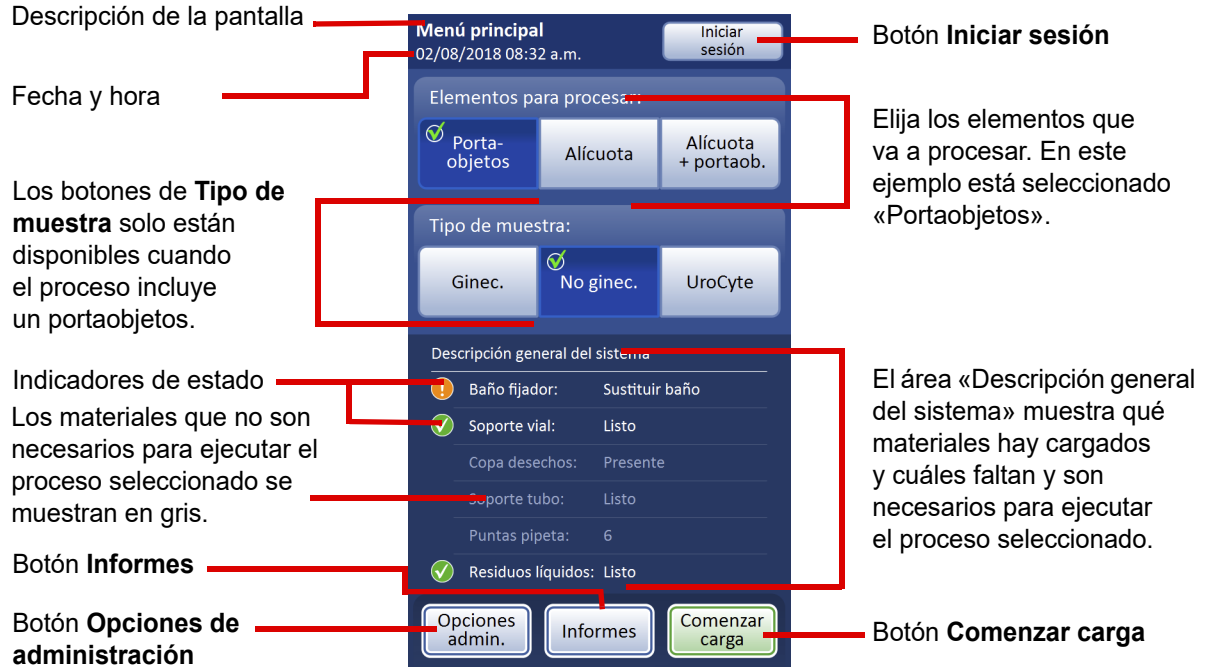 Descripción de la pantalla
Fecha y hora
Los botones de Tipo de
muestra solo están
disponibles cuando
el proceso incluye
un portaobjetos.
Indicadores de estado
Los materiales que no son
necesarios para ejecutar el
proceso seleccionado se
muestran en gris.
Botón Informes
Botón Opciones de
administración
Menú principal
02/08/2018 08:32 a.m.
Iniciar
sesión
Elementos para procesar:
Porta-
objetos
Alícuota
Alícuota
+ portaob.
Tipo de muestra:
Ginec.
No ginec.
UroCyte
Descripción general del sistema
Baño fijador: Sustituir baño
Soporte vial: Listo
Copa desechos: Presente
Soporte tubo: Listo
Puntas pipeta: 6
Residuos líquidos: Listo
Opciones
admin.
Informes
Comenzar
carga
Botón Iniciar sesión
Elija los elementos que
va a procesar. En este
ejemplo está seleccionado
«Portaobjetos».
El área «Descripción general
del sistema» muestra qué
materiales hay cargados
y cuáles faltan y son
necesarios para ejecutar
el proceso seleccionado.
Botón Comenzar carga